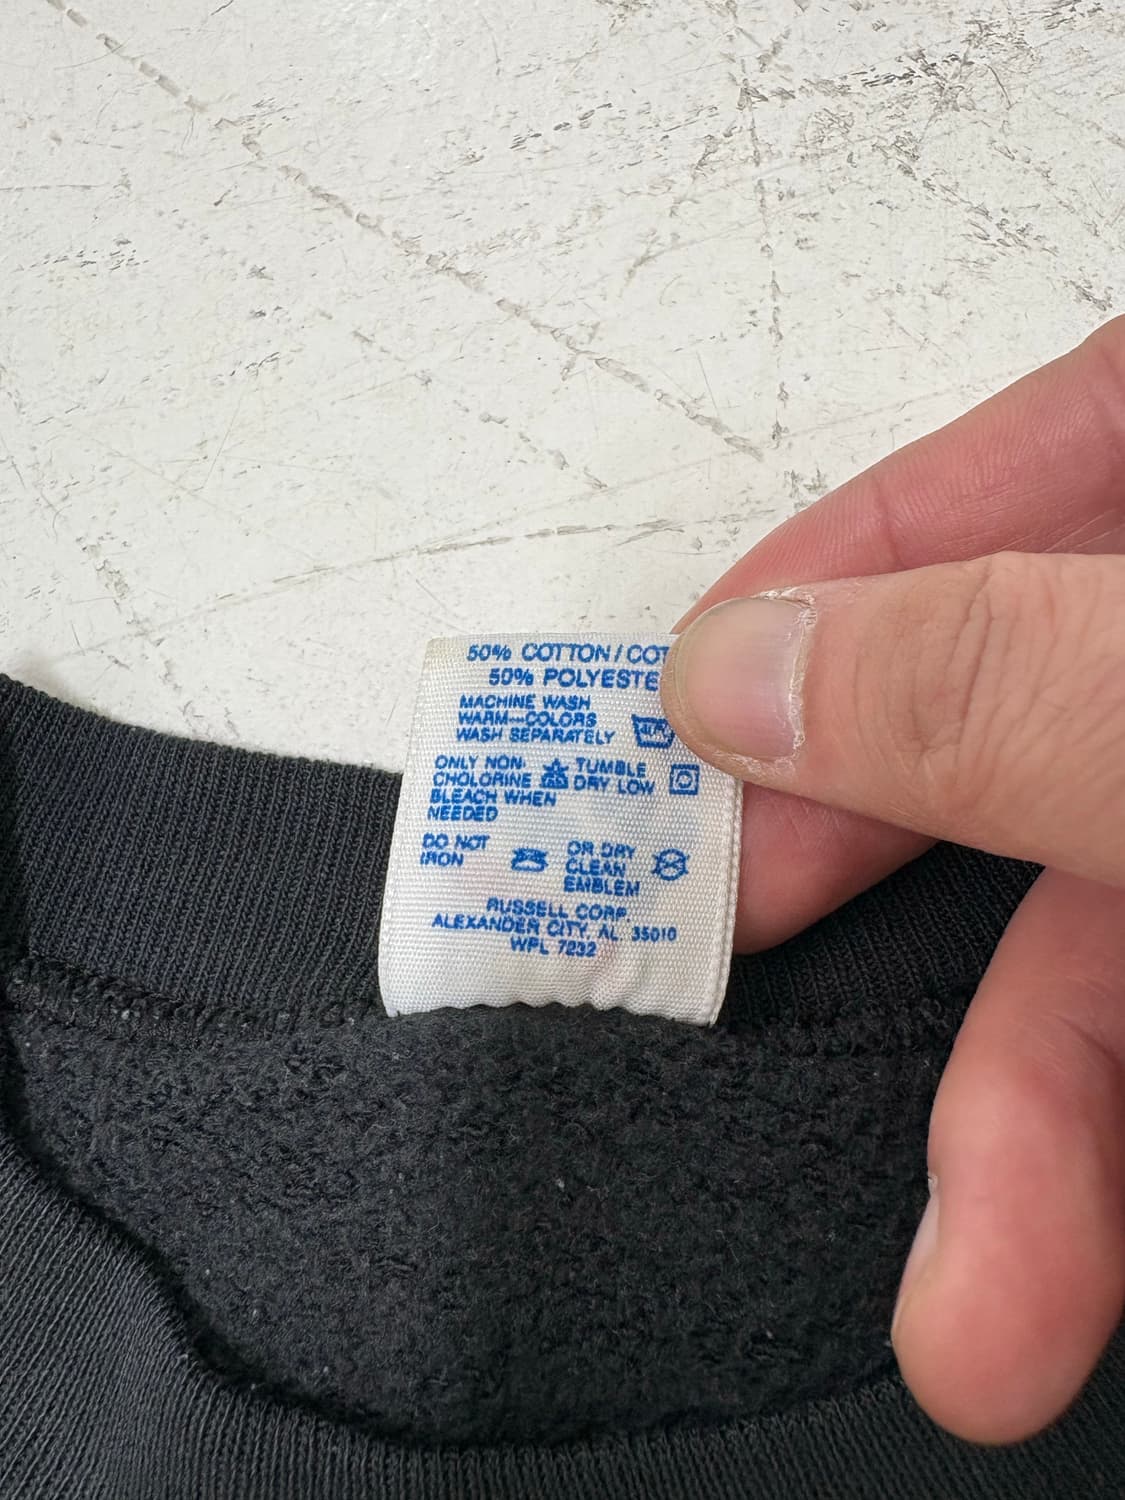 50% COTTON / COT
50% POLYESTE
MACHINE WASH
WARM—COLORS
WASH SEPARATELY
ONLY NON-
CHOLORINE
BLEACH WHEN
NEEDED
TUMBLE
DRY LOW
DO NOT
IRON
OR DRY
CLEAN
EMBLEM
RUSSELL CORP.
ALEXANDER CITY, AL. 35010
WPL 7232